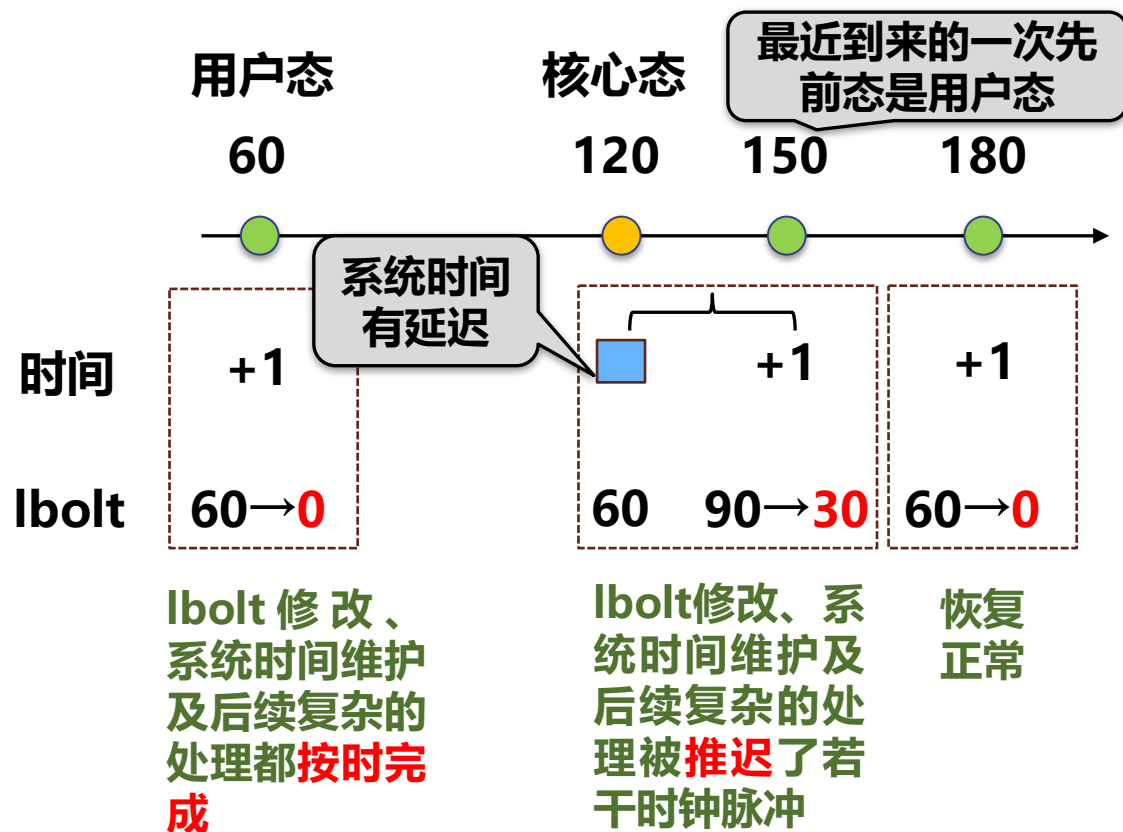 用户态
核心态
最近到来的一次先
前态是用户态
60
120
150
180
系统时间
有延迟
时间
+1
+1
+1
lbolt
60→0
60
90→30
60→0
lbolt 修 改 、
系统时间维护
及后续复杂的
处理都按时完
成
lbolt修改、系
统时间维护及
后续复杂的处
理被推迟了若
干时钟脉冲
恢复
正常